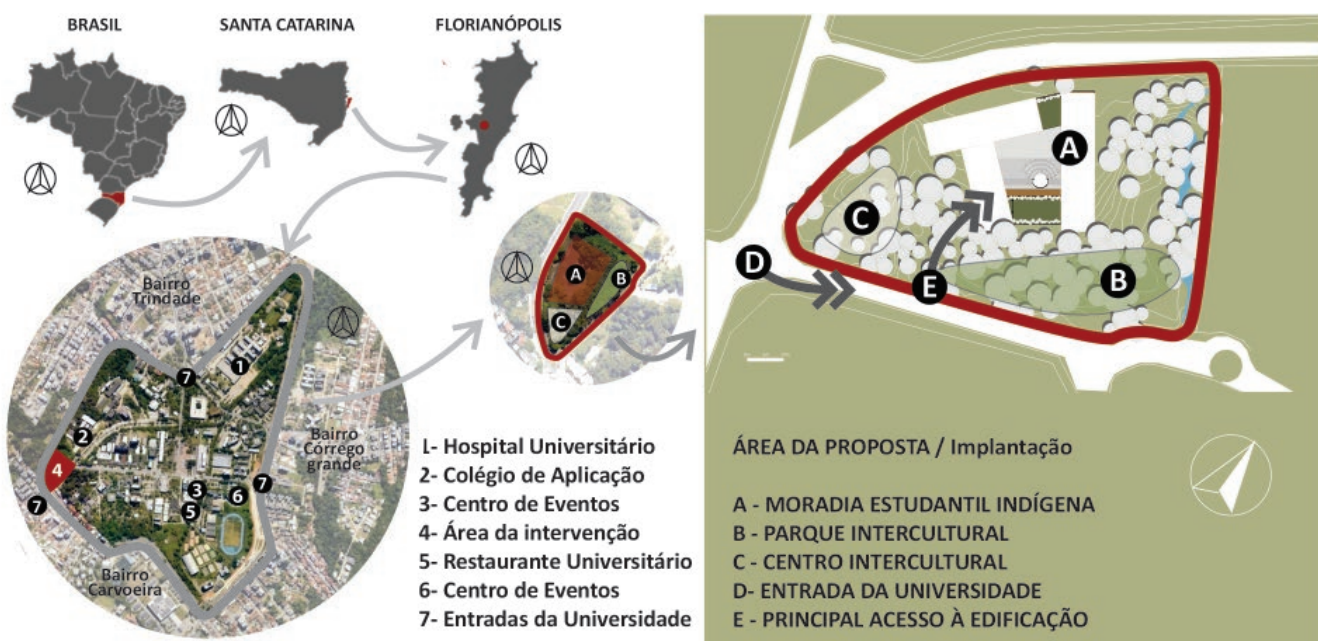 BRASIL
SANTA CATARINA
FLORIANÓPOLIS
Bairro
Trindade
1
7
2
4
7
3
5
6
7
Bairro
Córrego
grande
Bairro
Carvoeira
A
B
C
1- Hospital Universitário
2- Colégio de Aplicação
3- Centro de Eventos
4- Área da intervenção
5- Restaurante Universitário
6- Centro de Eventos
7- Entradas da Universidade
A
C
D
E
B
ÁREA DA PROPOSTA / Implantação
A - MORADIA ESTUDANTIL INDÍGENA
B - PARQUE INTERCULTURAL
C - CENTRO INTERCULTURAL
D- ENTRADA DA UNIVERSIDADE
E - PRINCIPAL ACESSO À EDIFICAÇÃO